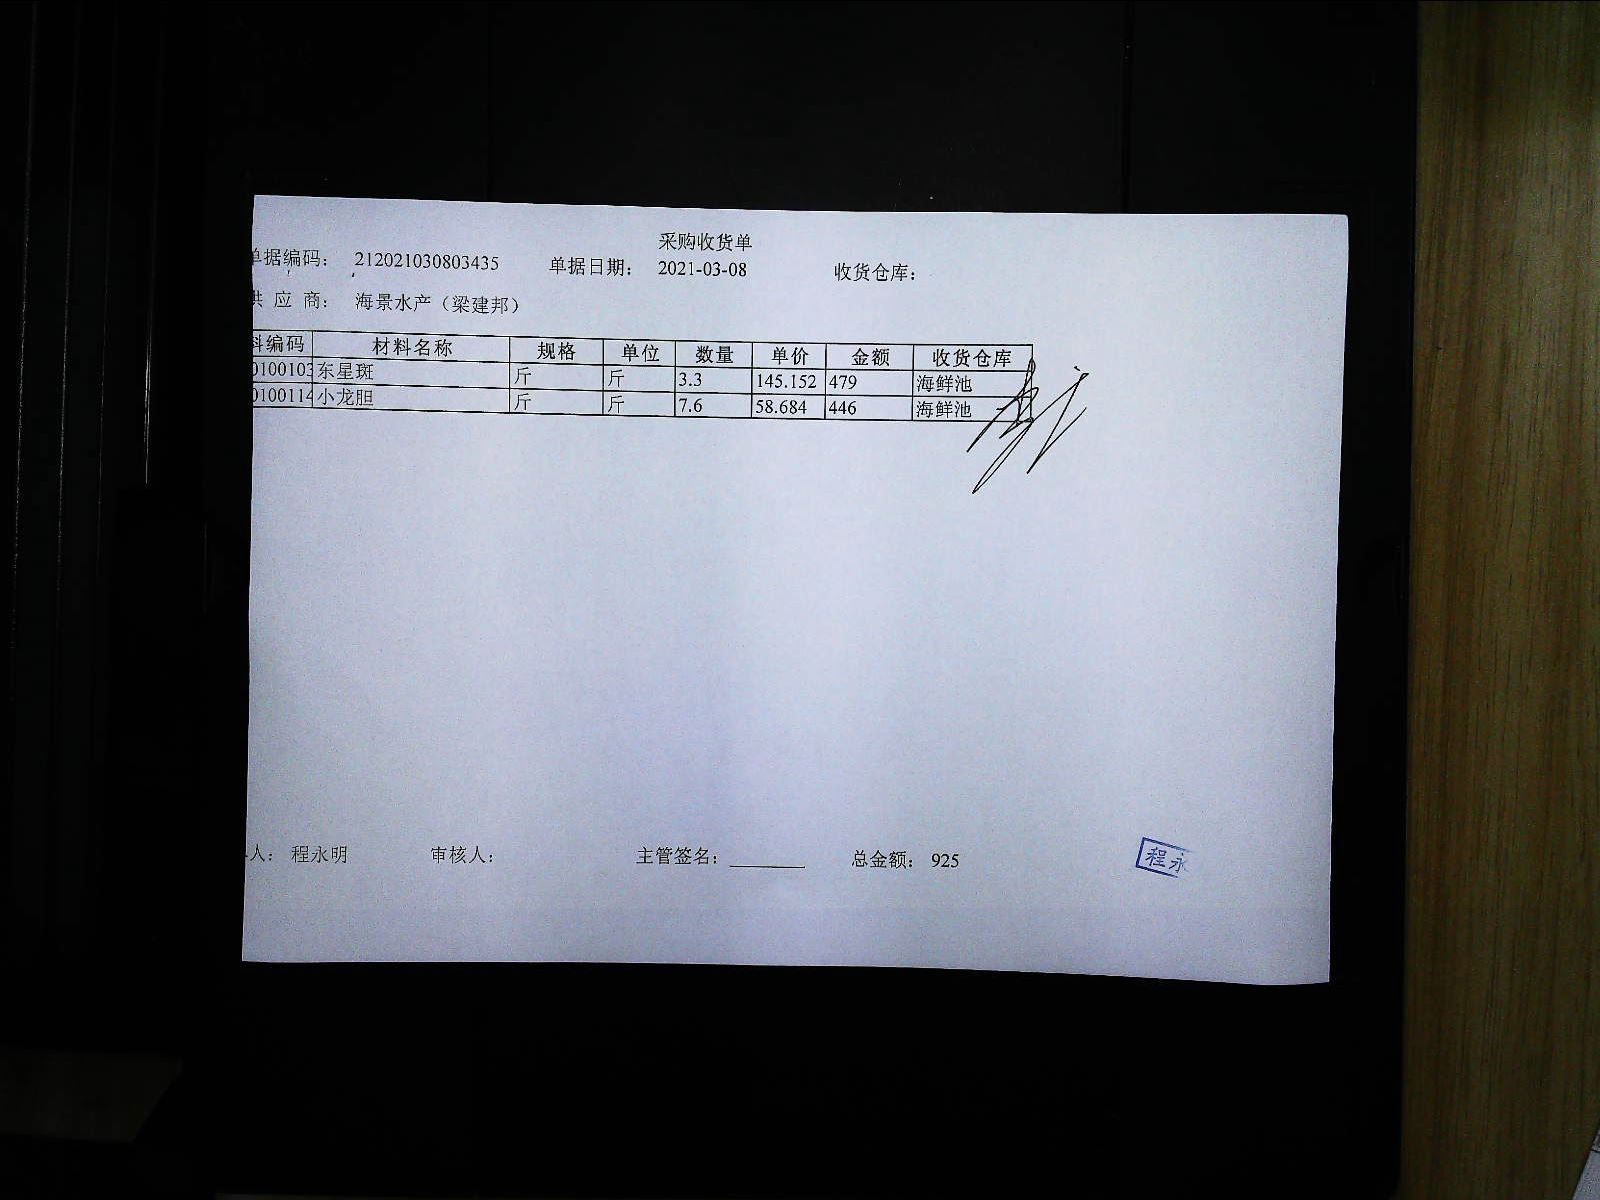 采购收货单
单据编码： 212021030803435 单据日期： 2021-03-08 收货仓库：
供 应 商： 海景水产（梁建邦）
料编码 材料名称 规格 单位 数量 单价 金额 收货仓库
0100103 东星斑 斤 斤 3.3 145.152 479 海鲜池
0100114 小龙胆 斤 斤 7.6 58.684 446 海鲜池
人： 程永明 审核人： 主管签名： 总金额： 925
程永